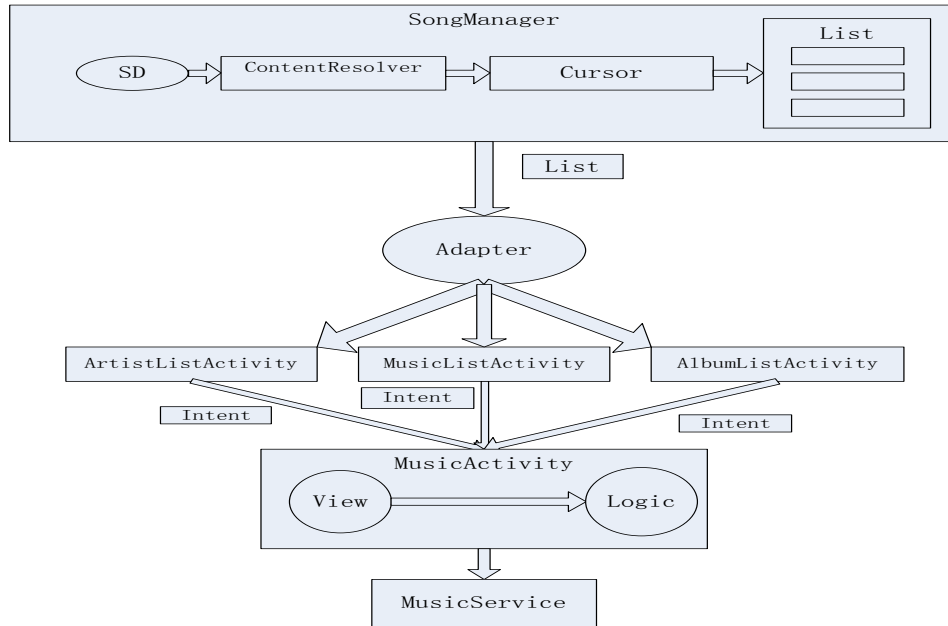 SongManager
List
SD
ContentResolver
Cursor
List
Adapter
ArtistListActivity
MusicListActivity
AlbumListActivity
Intent
Intent
Intent
MusicActivity
View
Logic
MusicService